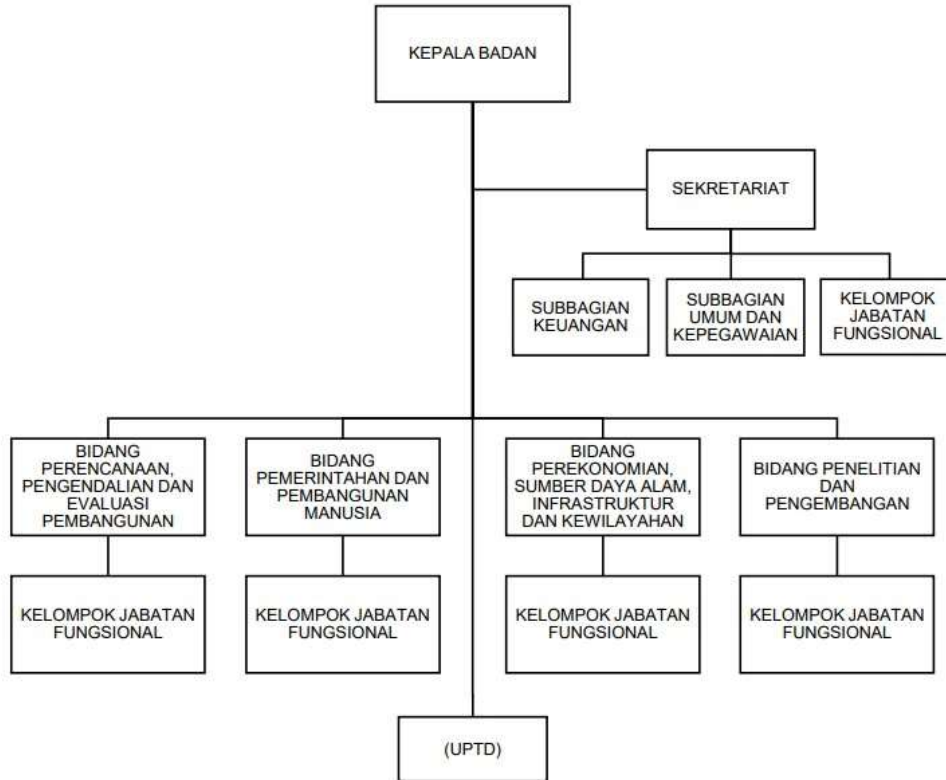 KEPALA BADAN
SEKRETARIAT
SUBBAGIAN
KEUANGAN
SUBBAGIAN
UMUM DAN
KEPEGAWAIAN
KELOMPOK
JABATAN
FUNGSIONAL
BIDANG
PERENCANAAN,
PENGENDALIAN DAN
EVALUASI
PEMBANGUNAN
BIDANG
PEMERINTAHAN DAN
PEMBANGUNAN
MANUSIA
BIDANG
PEREKONOMIAN,
SUMBER DAYA ALAM,
INFRASTRUKTUR
DAN KEWILAYAHAN
BIDANG PENELITIAN
DAN
PENGEMBANGAN
KELOMPOK JABATAN
FUNGSIONAL
KELOMPOK JABATAN
FUNGSIONAL
KELOMPOK JABATAN
FUNGSIONAL
KELOMPOK JABATAN
FUNGSIONAL
(UPTD)